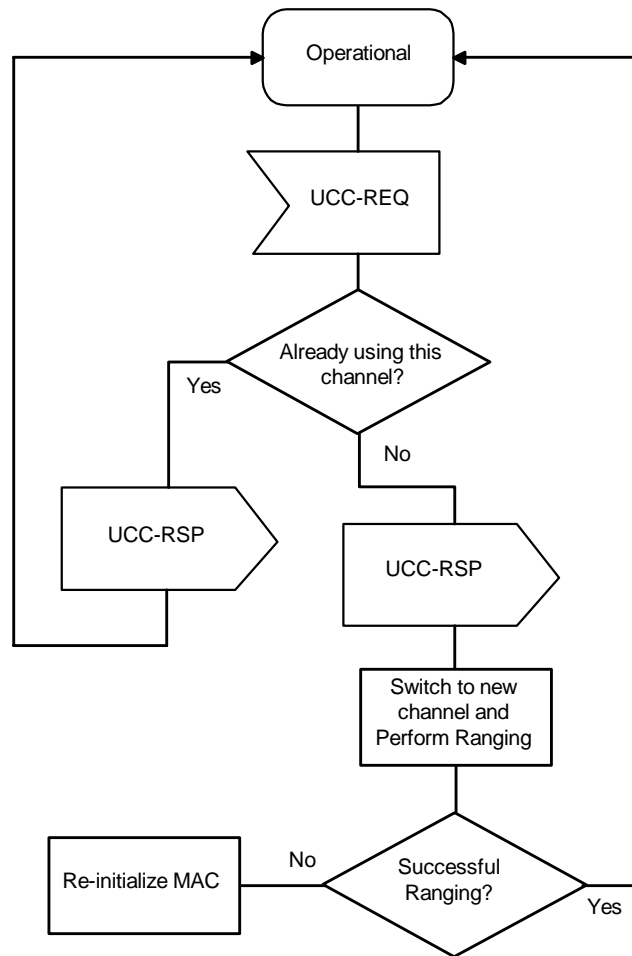 Operational
UCC-REQ
Already using this
channel?
Yes
No
UCC-RSP
UCC-RSP
Switch to new
channel and
Perform Ranging
Re-initialize MAC
No
Successful
Ranging?
Yes